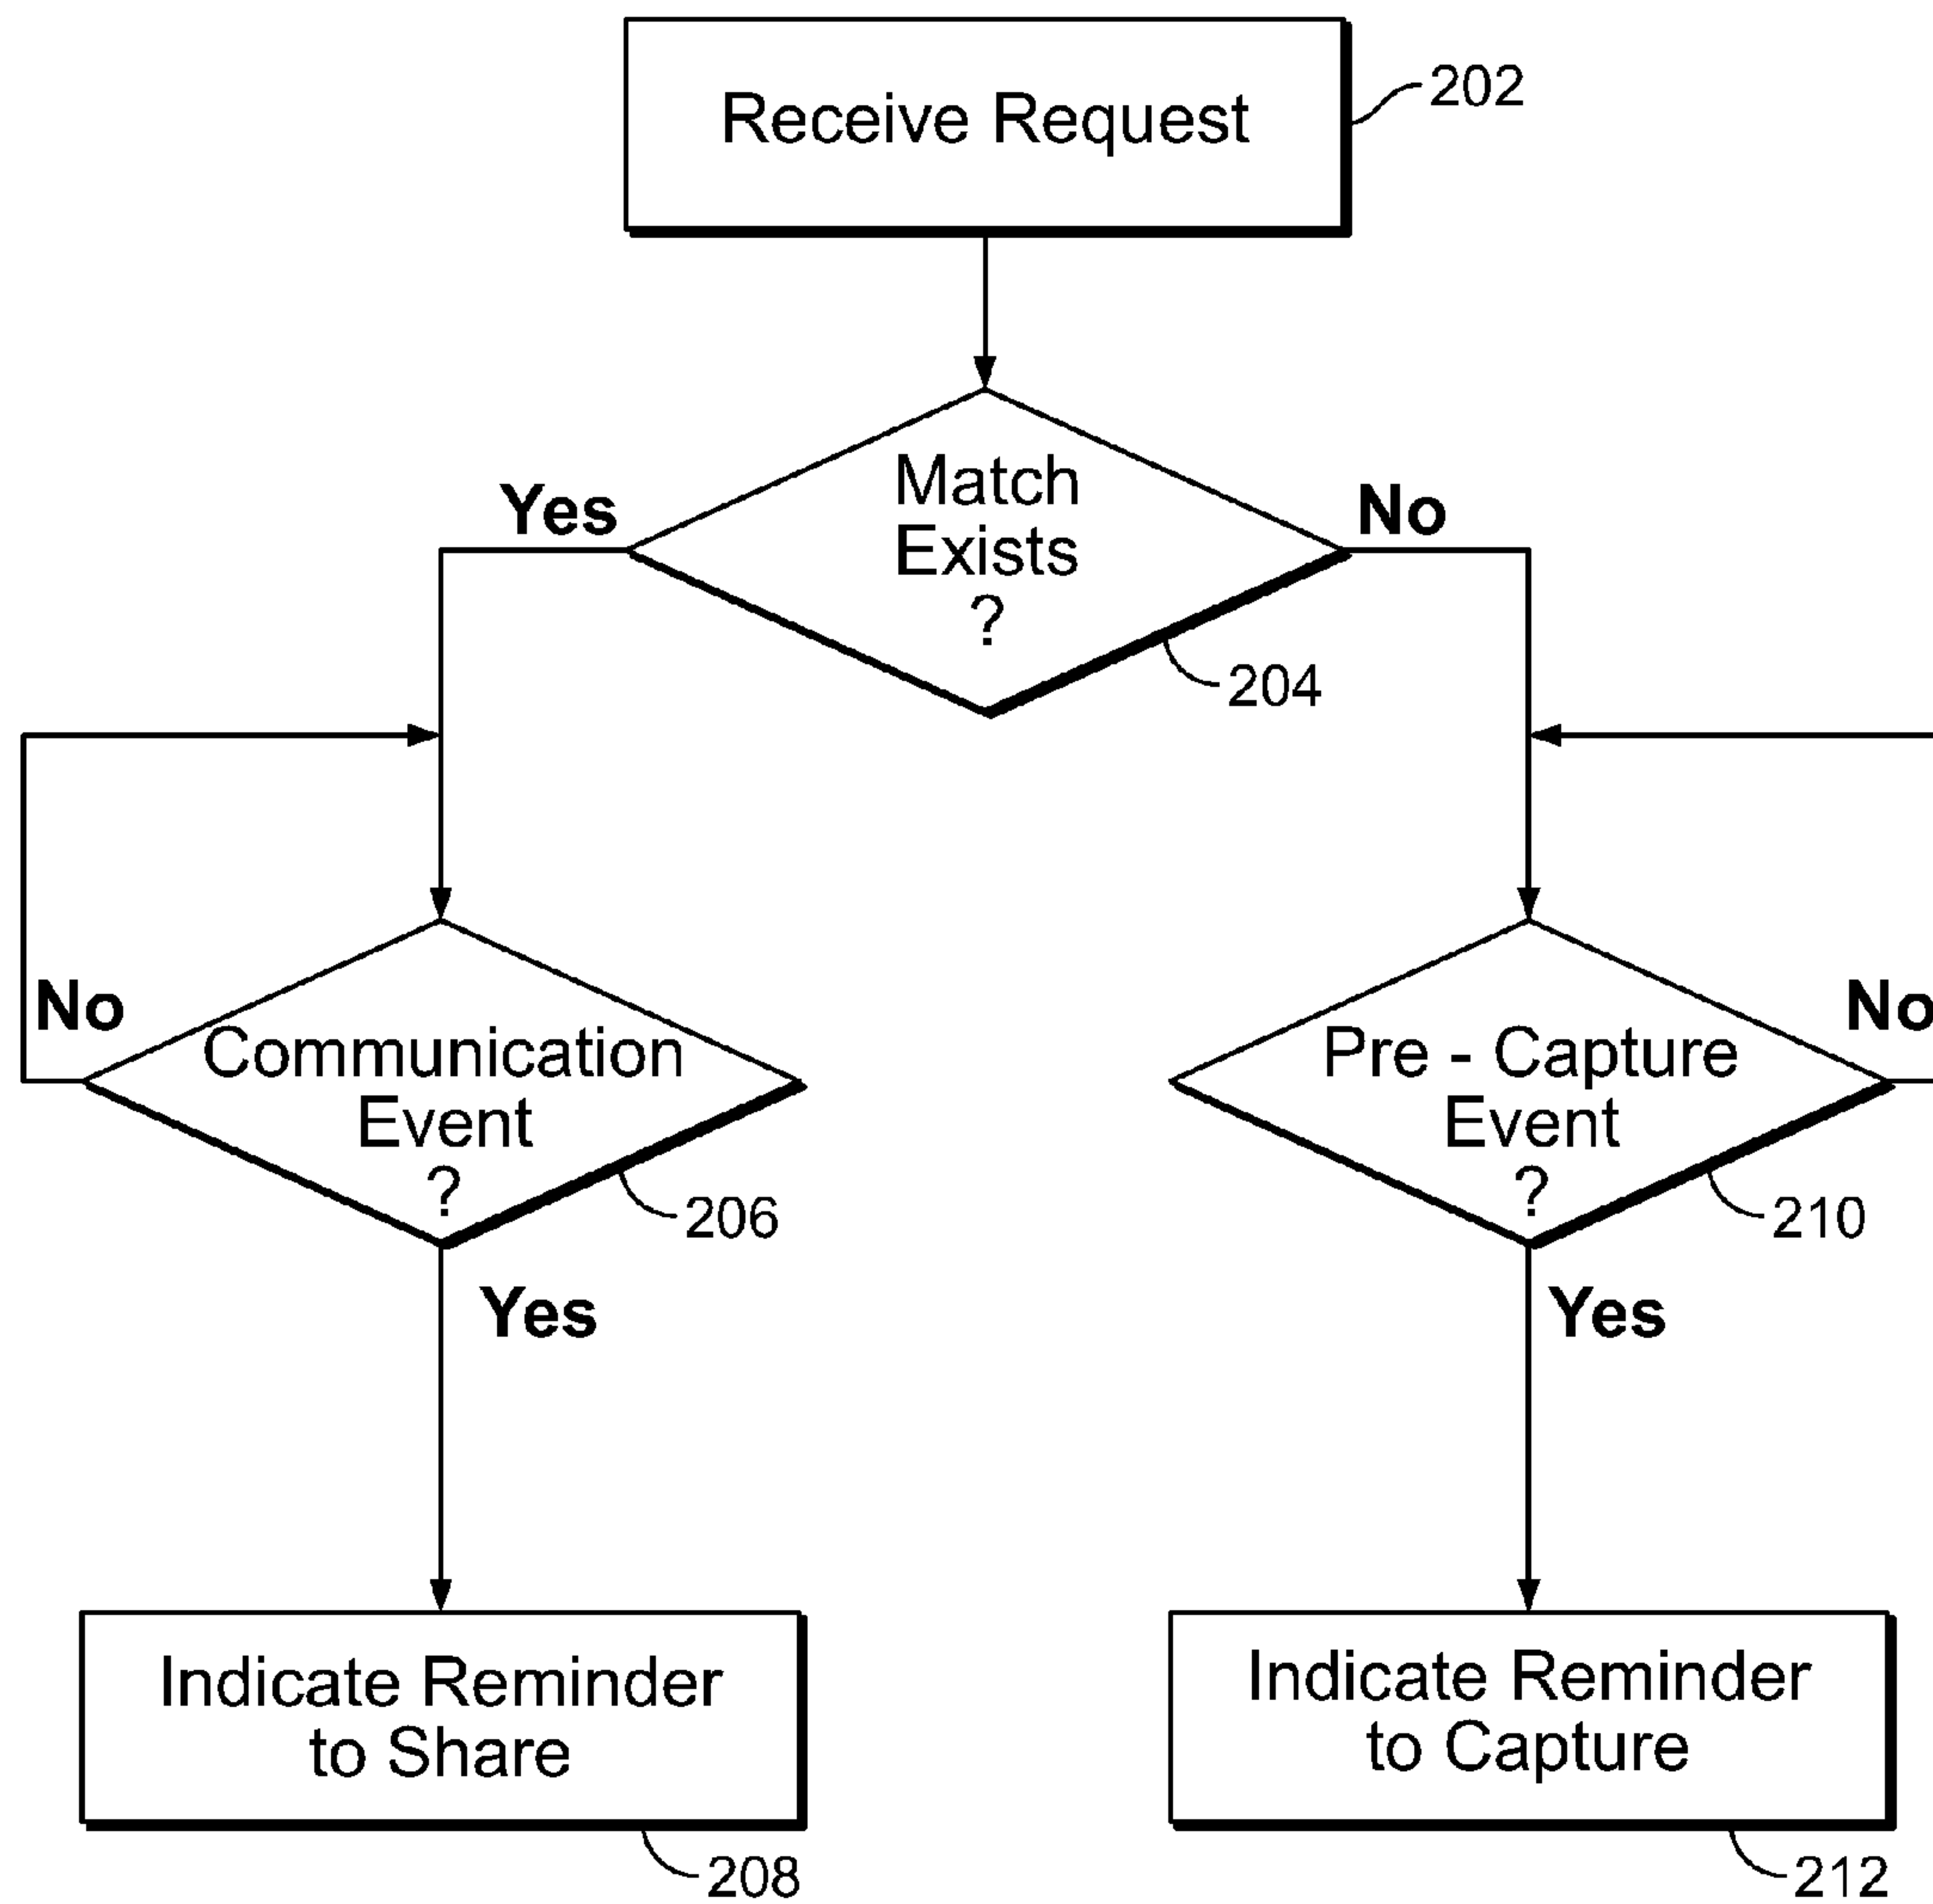 Receive Request
202
Match
Exists
?
Yes
No
204
No
Communication
Event
?
206
Yes
No
Pre - Capture
Event
?
210
Yes
Indicate Reminder
to Share
208
Indicate Reminder
to Capture
212